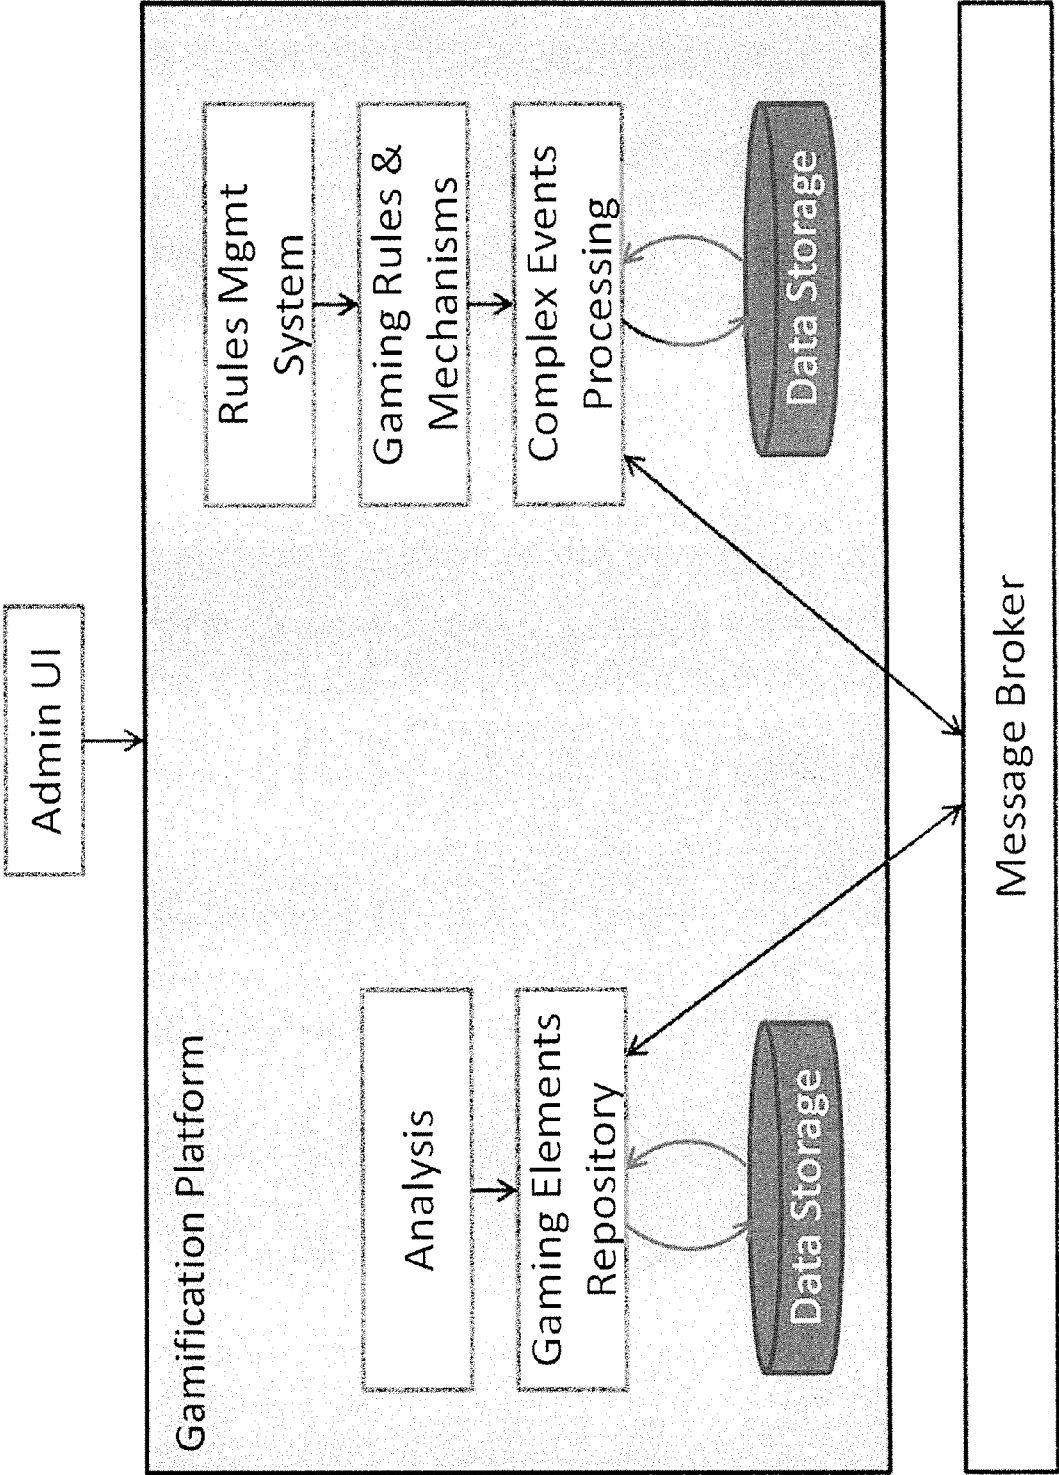 Admin UI
Gamification Platform
Rules Mgmt
System
Analysis
Gaming Rules &
Mechanisms
Gaming Elements
Repository
Complex Events
Processing
Data Storage
Data Storage
Message Broker